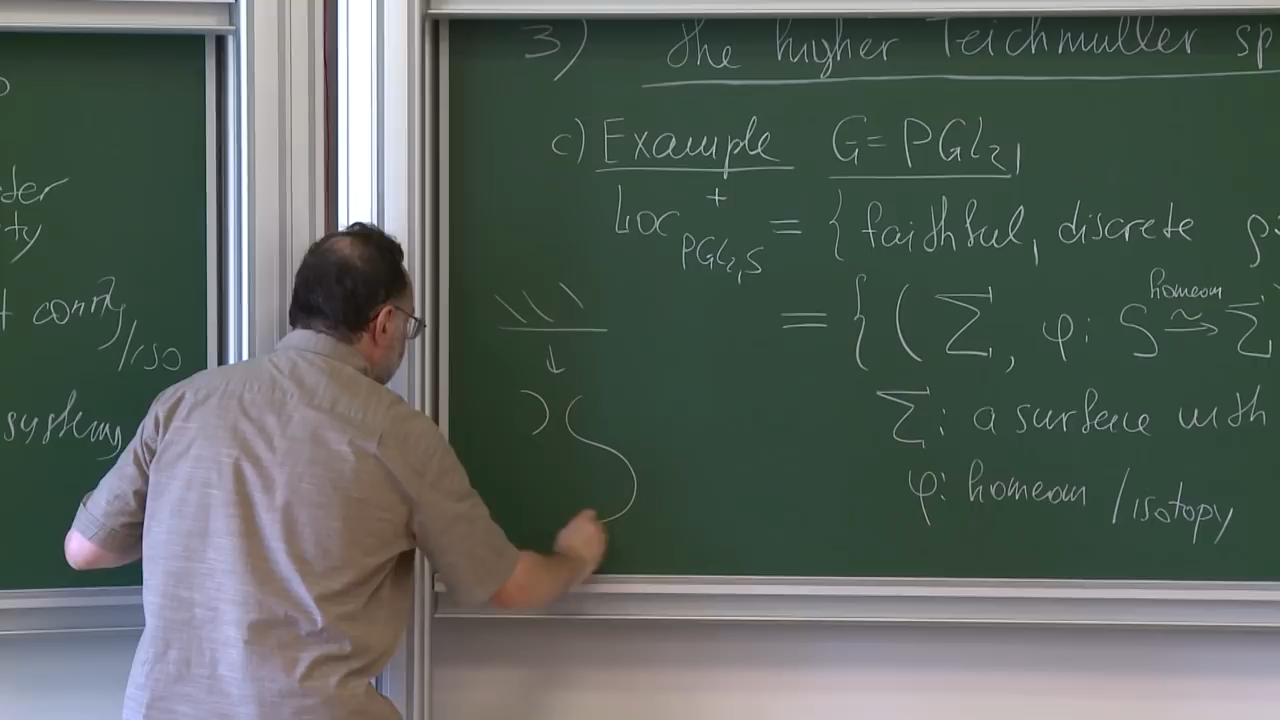 der
ty
conn/iso
systems
3) The higher Teichmuller sp
c) Example G=PGL₂,
Loc⁺_{PGL₂,S} = { faithful, discrete ρ:
= { ( Σ, φ: S ≃→ Σ
homeom
Σ: a surface with
φ: homeom /isotopy